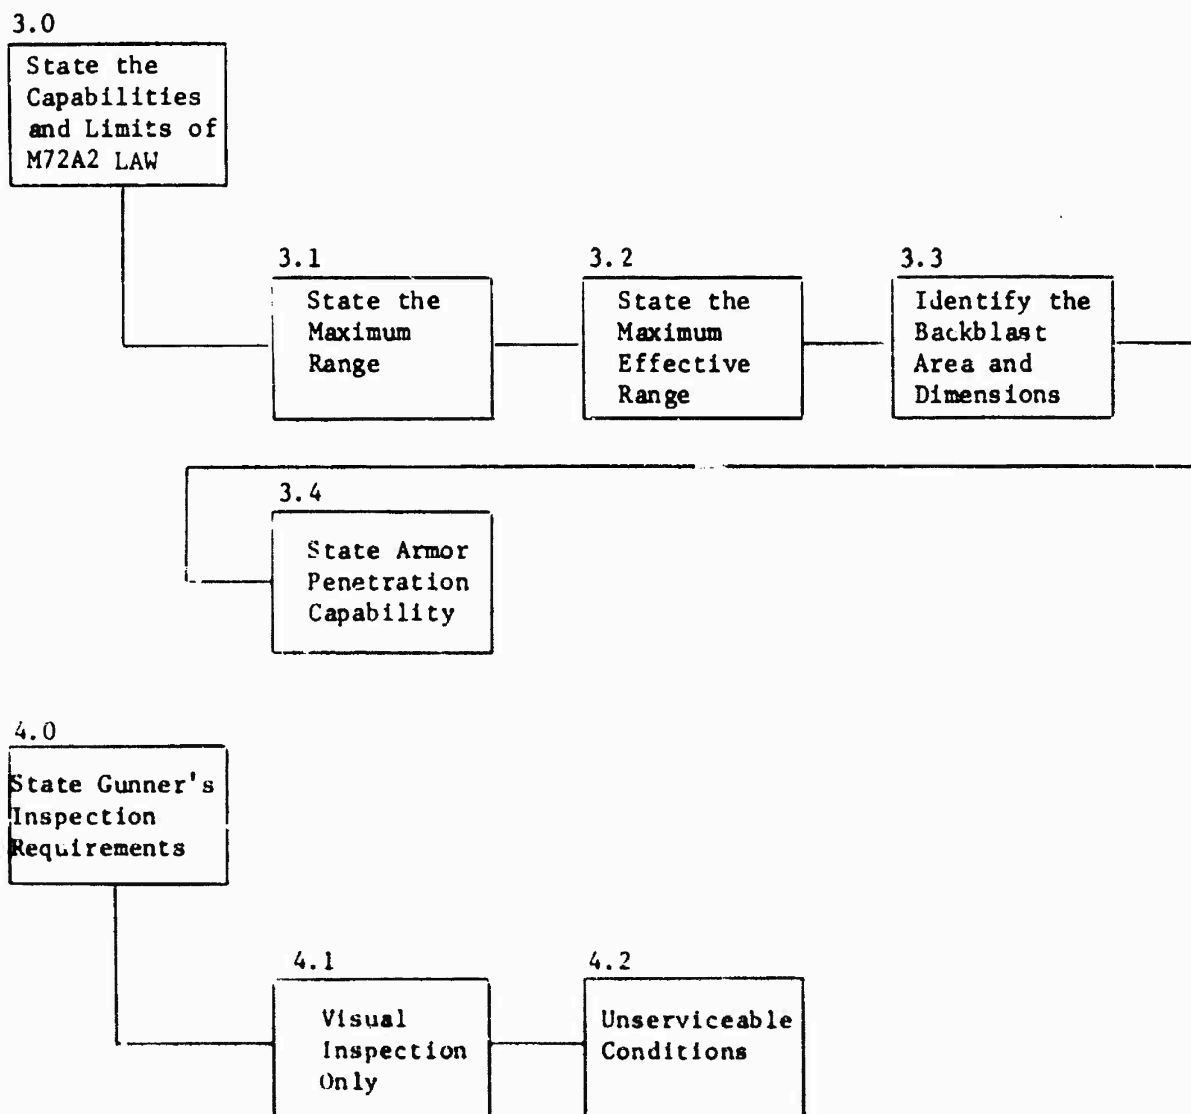 3.0
State the
Capabilities
and Limits of
M72A2 LAW
3.1
State the
Maximum
Range
3.2
State the
Maximum
Effective
Range
3.3
Identify the
Backblast
Area and
Dimensions
3.4
State Armor
Penetration
Capability
4.0
State Gunner's
Inspection
Requirements
4.1
Visual
Inspection
Only
4.2
Unserviceable
Conditions